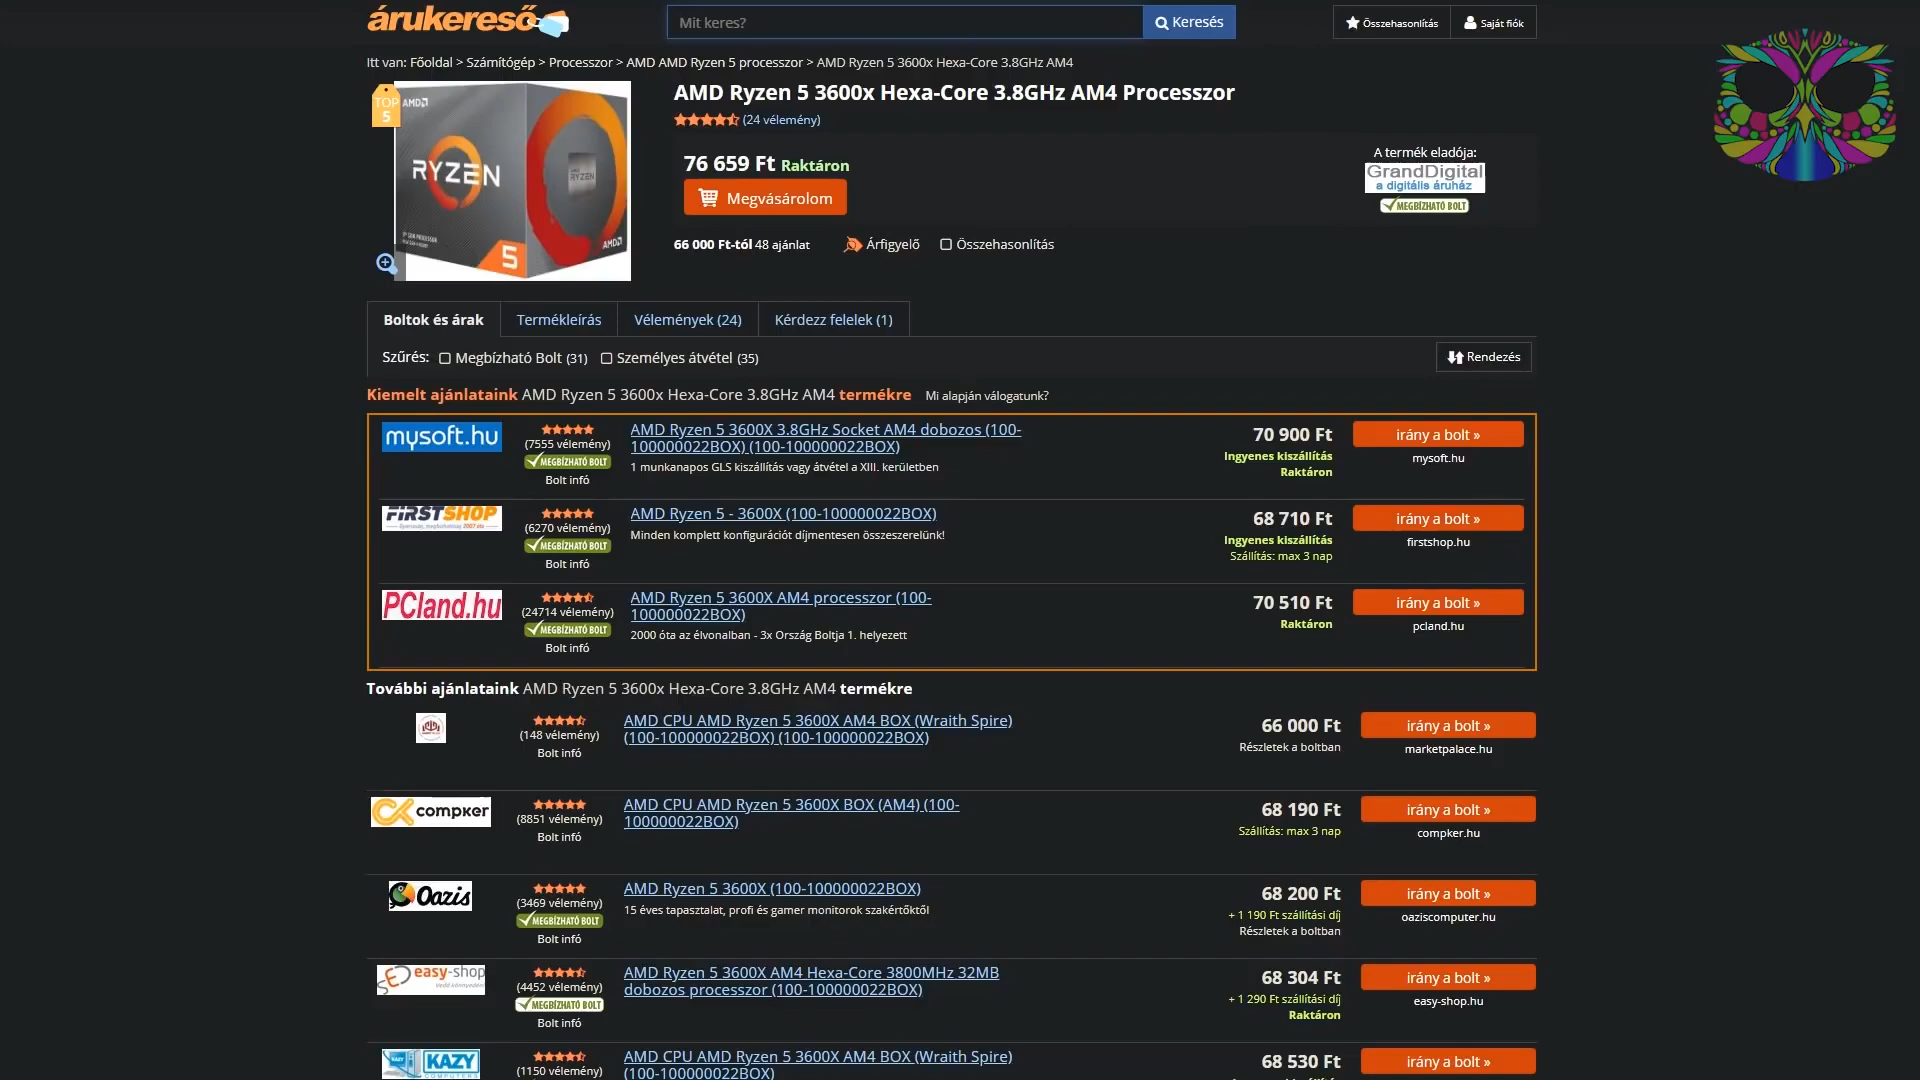 árukereső
Mit keres?
Keresés
Összehasonlítás
Saját fiók
Itt van: Főoldal > Számítógép > Processzor > AMD AMD Ryzen 5 processzor > AMD Ryzen 5 3600x Hexa-Core 3.8GHz AM4
TOP
5
AMD
RYZEN
RYZEN
5
AMD
AMD Ryzen 5 3600x Hexa-Core 3.8GHz AM4 Processzor
(24 vélemény)
76 659 Ft Raktáron
Megvásárolom
A termék eladója:
GrandDigital
a digitális áruház
MEGBÍZHATÓ BOLT
66 000 Ft-tól 48 ajánlat
Árfigyelő
Összehasonlítás
Boltok és árak
Termékleírás
Vélemények (24)
Kérdezz felelek (1)
Szűrés: Megbízható Bolt (31) Személyes átvétel (35)
Rendezés
Kiemelt ajánlataink AMD Ryzen 5 3600x Hexa-Core 3.8GHz AM4 termékre Mi alapján válogatunk?
mysoft.hu
(7555 vélemény)
MEGBÍZHATÓ BOLT
Bolt infó
AMD Ryzen 5 3600X 3.8GHz Socket AM4 dobozos (100-
100000022BOX) (100-100000022BOX)
1 munkanapos GLS kiszállítás vagy átvétel a XIII. kerületben
70 900 Ft
Ingyenes kiszállítás
Raktáron
irány a bolt »
mysoft.hu
FIRSTSHOP
(6270 vélemény)
MEGBÍZHATÓ BOLT
Bolt infó
AMD Ryzen 5 - 3600X (100-100000022BOX)
Minden komplett konfigurációt díjmentesen összeszerelünk!
68 710 Ft
Ingyenes kiszállítás
Szállítás: max 3 nap
irány a bolt »
firstshop.hu
PCland.hu
(24714 vélemény)
MEGBÍZHATÓ BOLT
Bolt infó
AMD Ryzen 5 3600X AM4 processzor (100-
100000022BOX)
2000 óta az élvonalban - 3x Ország Boltja 1. helyezett
70 510 Ft
Raktáron
irány a bolt »
pcland.hu
További ajánlataink AMD Ryzen 5 3600x Hexa-Core 3.8GHz AM4 termékre
(148 vélemény)
Bolt infó
AMD CPU AMD Ryzen 5 3600X AM4 BOX (Wraith Spire)
(100-100000022BOX) (100-100000022BOX)
66 000 Ft
Részletek a boltban
irány a bolt »
marketpalace.hu
compker
(8851 vélemény)
Bolt infó
AMD CPU AMD Ryzen 5 3600X BOX (AM4) (100-
100000022BOX)
68 190 Ft
Szállítás: max 3 nap
irány a bolt »
compker.hu
Oazis
(3469 vélemény)
MEGBÍZHATÓ BOLT
Bolt infó
AMD Ryzen 5 3600X (100-100000022BOX)
15 éves tapasztalat, profi és gamer monitorok szakértőktől
68 200 Ft
+ 1 190 Ft szállítási díj
Részletek a boltban
irány a bolt »
oaziscomputer.hu
easy-shop
(4452 vélemény)
MEGBÍZHATÓ BOLT
Bolt infó
AMD Ryzen 5 3600X AM4 Hexa-Core 3800MHz 32MB
dobozos processzor (100-100000022BOX)
68 304 Ft
+ 1 290 Ft szállítási díj
Raktáron
irány a bolt »
easy-shop.hu
KAZY
(1150 vélemény)
AMD CPU AMD Ryzen 5 3600X AM4 BOX (Wraith Spire)
(100-100000022BOX)
68 530 Ft
irány a bolt »